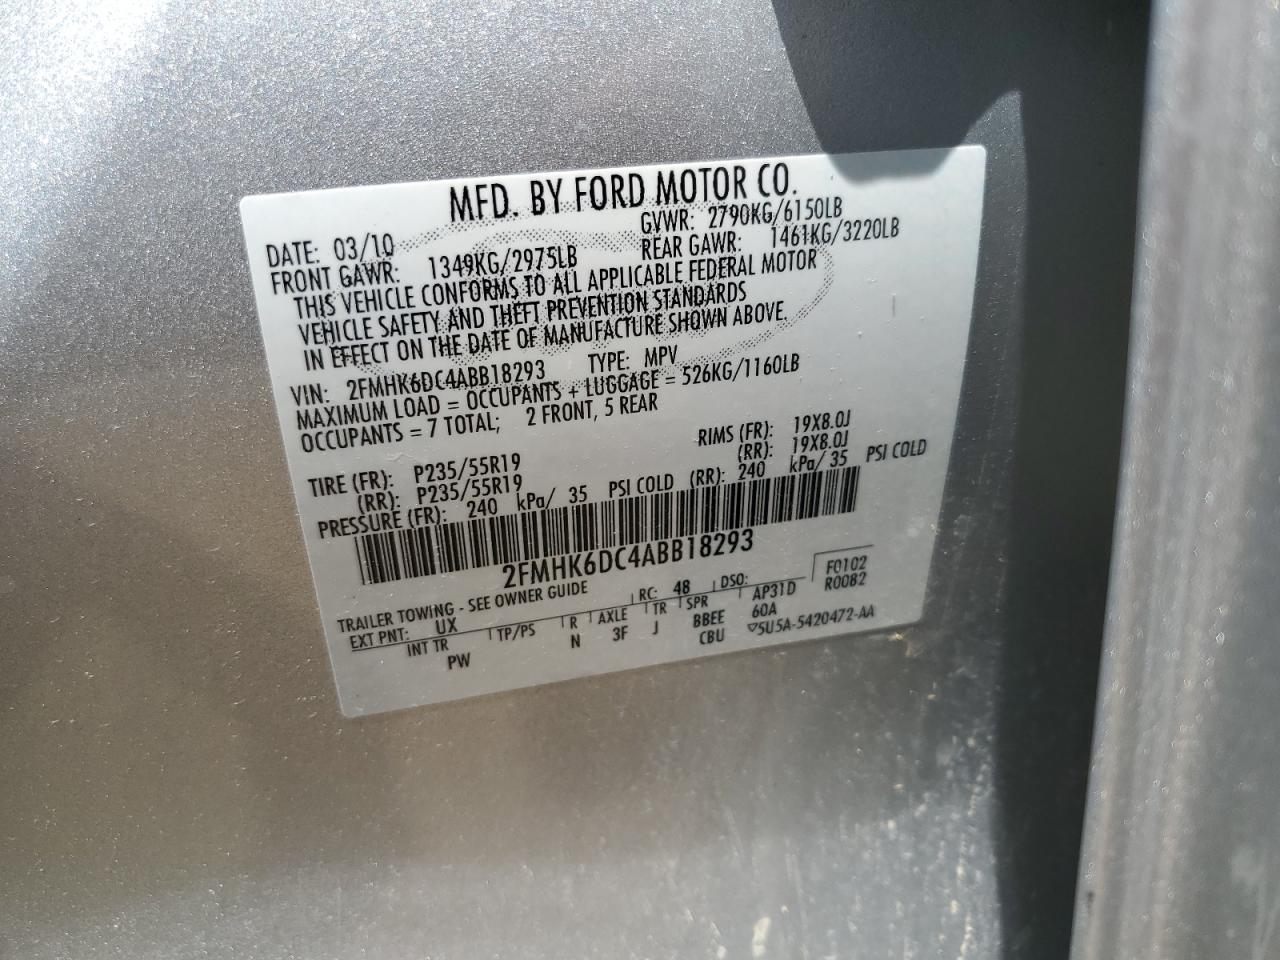 MFD. BY FORD MOTOR CO.
DATE: 03/10 GVWR: 2790KG/6150LB
FRONT GAWR: 1349KG/2975LB REAR GAWR: 1461KG/3220LB
THIS VEHICLE CONFORMS TO ALL APPLICABLE FEDERAL MOTOR
VEHICLE SAFETY AND THEFT PREVENTION STANDARDS
IN EFFECT ON THE DATE OF MANUFACTURE SHOWN ABOVE.
VIN: 2FMHK6DC4ABB18293 TYPE: MPV
MAXIMUM LOAD = OCCUPANTS + LUGGAGE = 526KG/1160LB
OCCUPANTS = 7 TOTAL; 2 FRONT, 5 REAR
TIRE (FR): P235/55R19 RIMS (FR): 19X8.0J
(RR): P235/55R19 (RR): 19X8.0J
PRESSURE (FR): 240 kPa/ 35 PSI COLD (RR): 240 kPa/ 35 PSI COLD
2FMHK6DC4ABB18293
TRAILER TOWING - SEE OWNER GUIDE
EXT PNT: UX RC: 48 DSO: F0102
R0082
INT TR TP/PS R AXLE TR SPR AP31D
PW N 3F J BBEE 60A
CBU ▽5U5A-5420472-AA